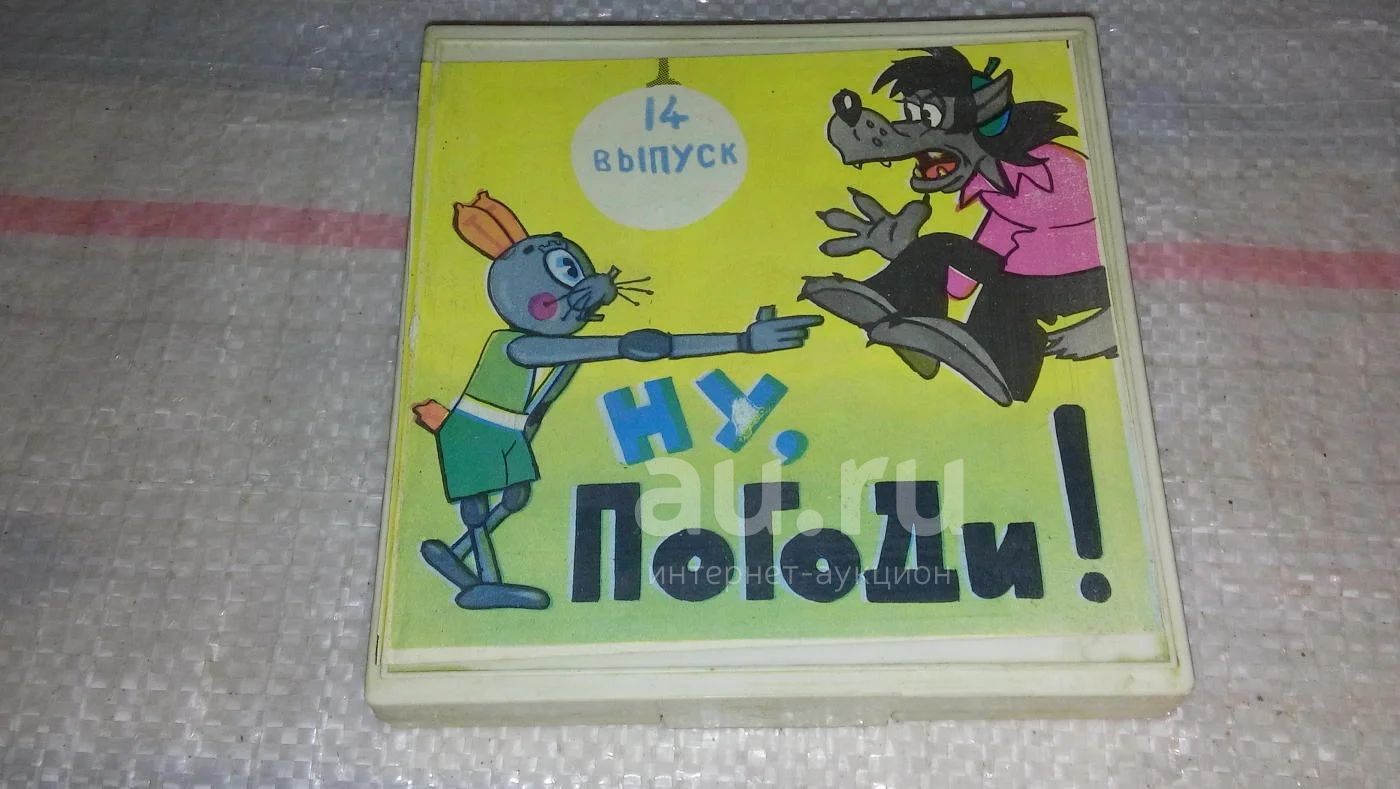 14
ВЫПУСК
НУ,
ПОГОДИ!
au.ru
интернет-аукцион